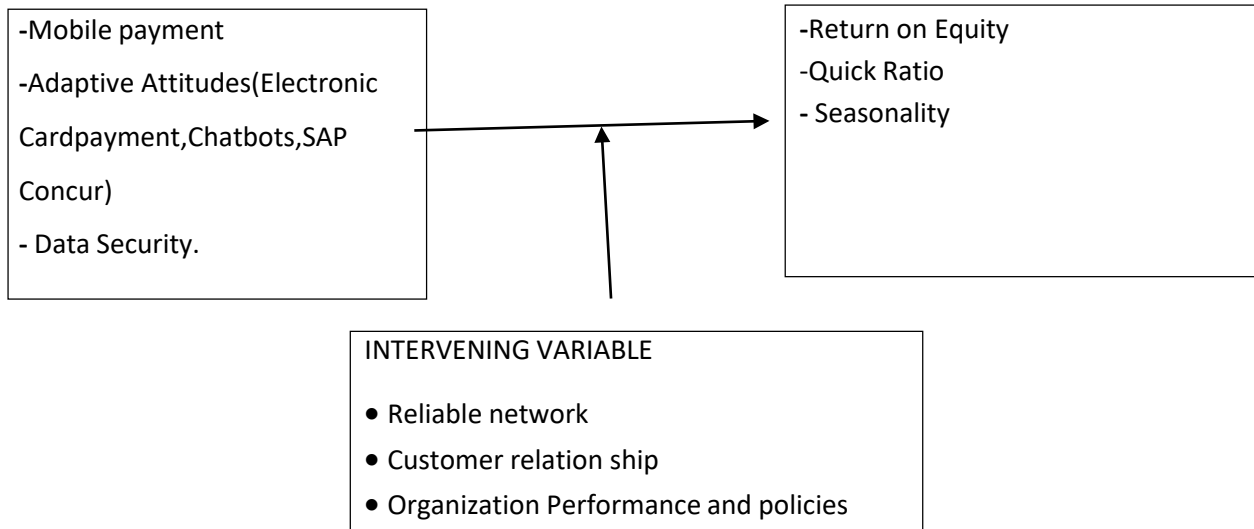 -Mobile payment
-Adaptive Attitudes(Electronic
Cardpayment,Chatbots,SAP
Concur)
- Data Security.
-Return on Equity
-Quick Ratio
- Seasonality
INTERVENING VARIABLE
• Reliable network
• Customer relation ship
• Organization Performance and policies